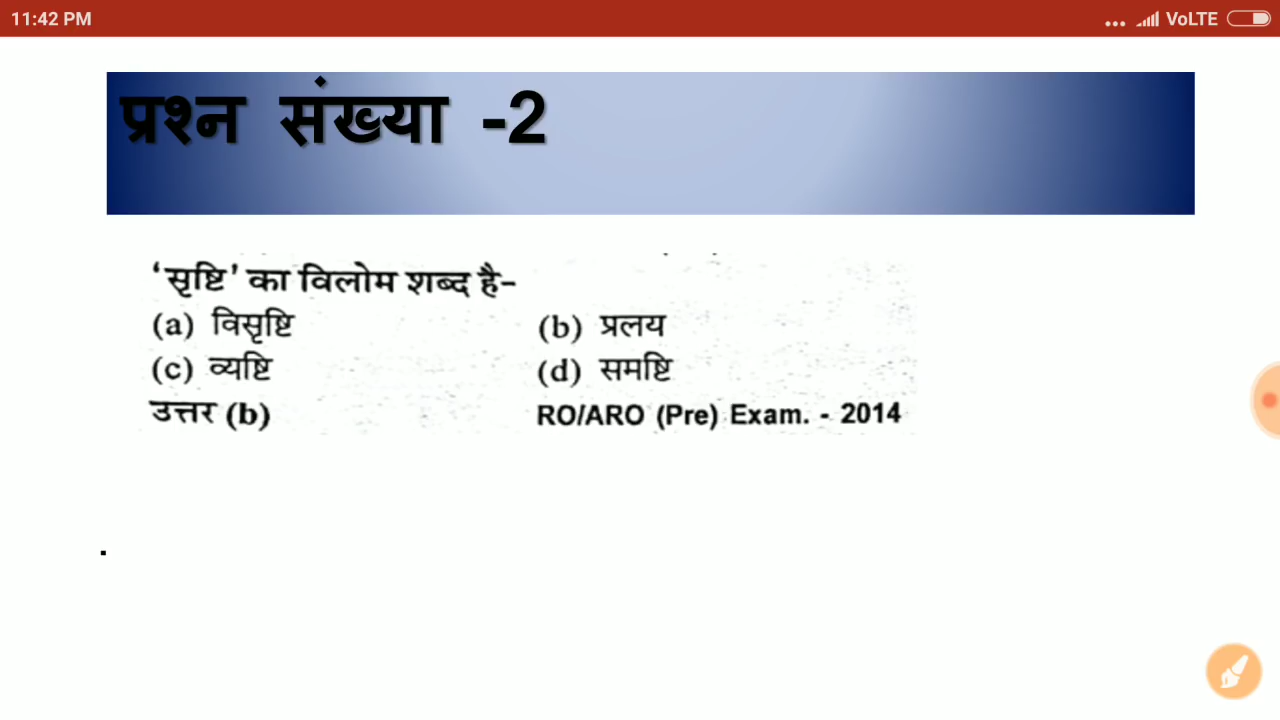 11:42 PM VoLTE
प्रश्न संख्या -2
'सृष्टि' का विलोम शब्द है-
(a) विसृष्टि (b) प्रलय
(c) व्यष्टि (d) समष्टि
उत्तर (b) RO/ARO (Pre) Exam. - 2014
.